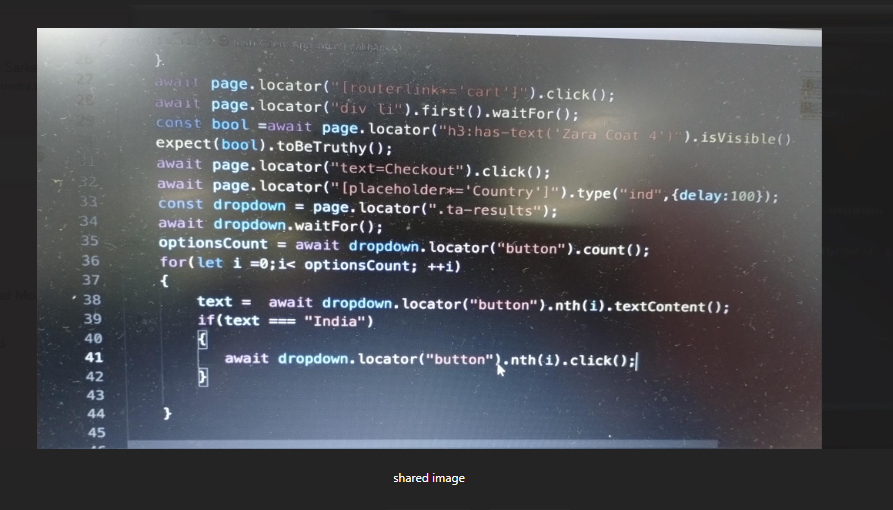 26 }
27 await page.locator("[routerlink*='cart']").click();
28 await page.locator("div li").first().waitFor();
const bool =await page.locator("h3:has-text('Zara Coat 4')").isVisible()
expect(bool).toBeTruthy();
31 await page.locator("text=Checkout").click();
32 await page.locator("[placeholder*='Country']").type("ind",{delay:100});
33 const dropdown = page.locator(".ta-results");
34 await dropdown.waitFor();
35 optionsCount = await dropdown.locator("button").count();
36 for(let i =0;i< optionsCount; ++i)
37 {
38 text = await dropdown.locator("button").nth(i).textContent();
39 if(text === "India")
40 {
41 await dropdown.locator("button").nth(i).click();
42 }
43
44 }
45
shared image